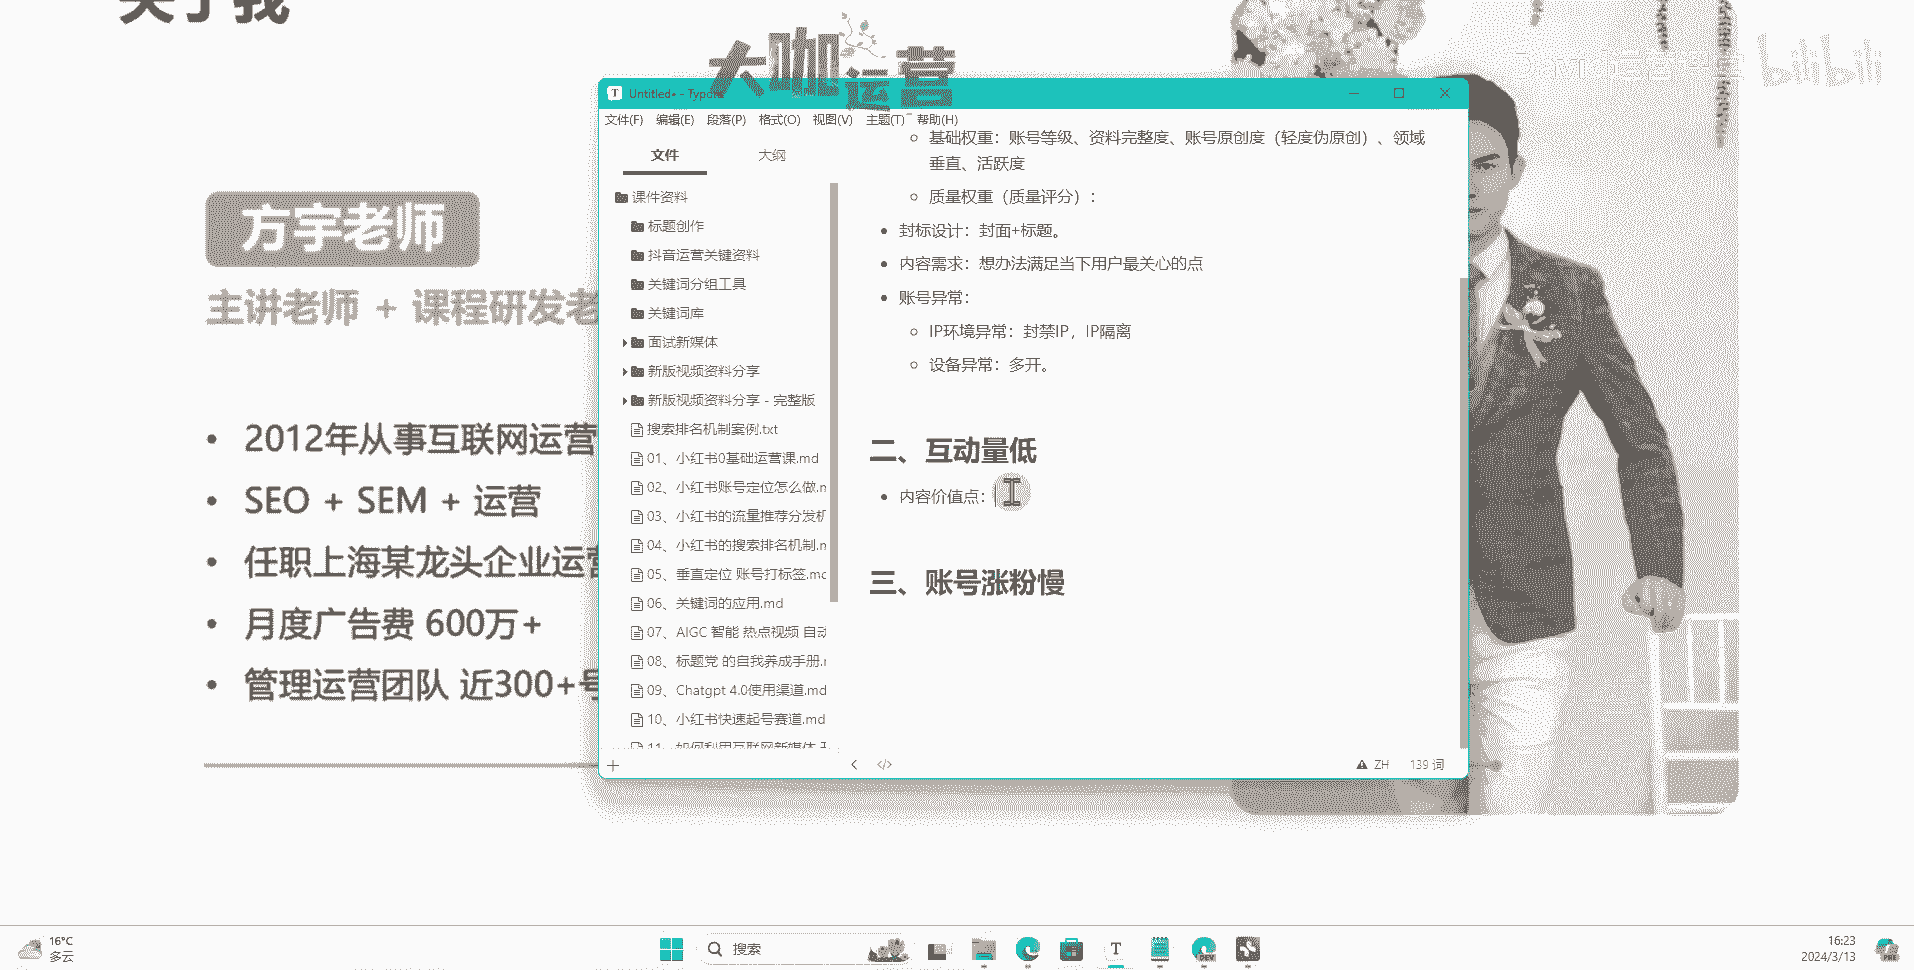 关于我
大咖运营
bilibili
方宇老师
主讲老师 + 课程研发老
2012年从事互联网运营
SEO + SEM + 运营
任职上海某龙头企业运营
月度广告费 600万+
管理运营团队 近300+号
Untitled• - Typora
文件(F) 编辑(E) 段落(P) 格式(O) 视图(V) 主题(T) 帮助(H)
文件 大纲
课件资料
标题创作
抖音运营关键资料
关键词分组工具
关键词库
面试新媒体
新版视频资料分享
新版视频资料分享 - 完整版
搜索排名机制案例.txt
01、小红书0基础运营课.md
02、小红书账号定位怎么做.m
03、小红书的流量推荐分发机
04、小红书的搜索排名机制.m
05、垂直定位 账号打标签.md
06、关键词的应用.md
07、AIGC 智能 热点视频 自动
08、标题党 的自我养成手册.m
09、Chatgpt 4.0使用渠道.md
10、小红书快速起号赛道.md
11、如何利用互联网新媒体
基础权重：账号等级、资料完整度、账号原创度（轻度伪原创）、领域
垂直、活跃度
质量权重（质量评分）：
封标设计：封面+标题。
内容需求：想办法满足当下用户最关心的点
账号异常：
IP环境异常：封禁IP，IP隔离
设备异常：多开。
二、互动量低
内容价值点：
三、账号涨粉慢
ZH 139 词
16°C
多云
搜索
16:23
2024/3/13